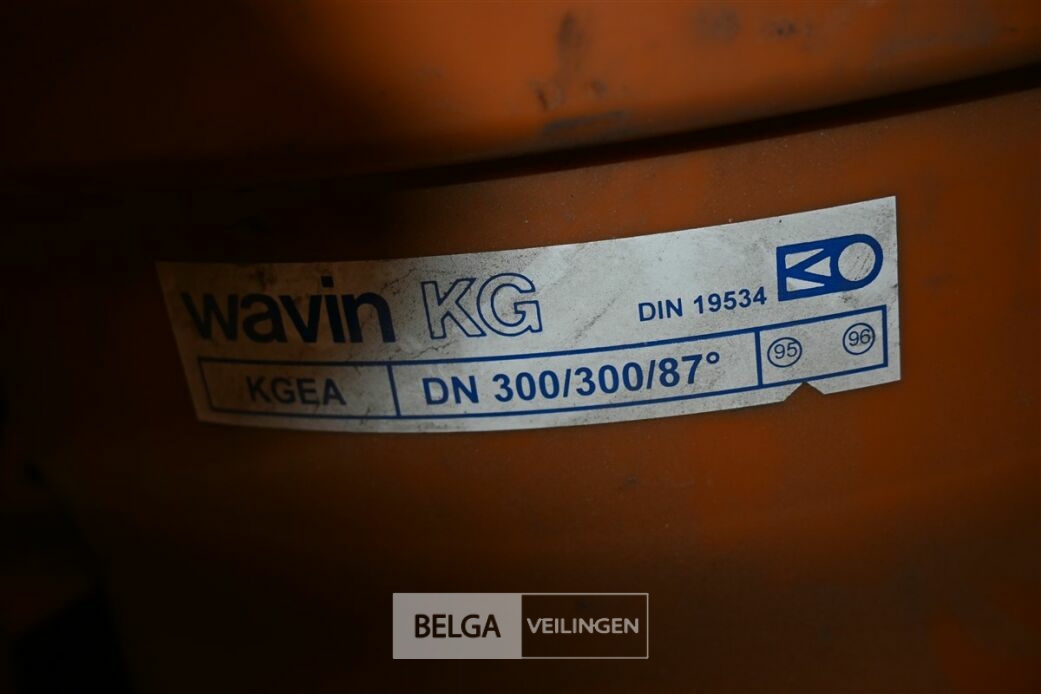 wavin KG
DIN 19534
KGEA
DN 300/300/87°
95
96
BELGA VEILINGEN